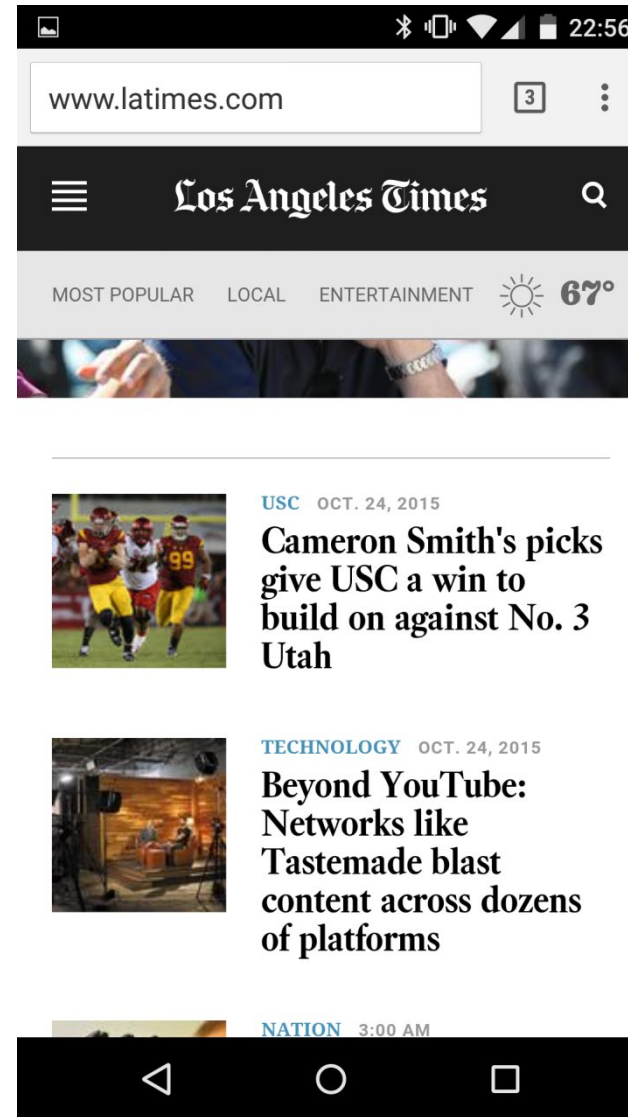 22:56
www.latimes.com 3
Los Angeles Times
MOST POPULAR LOCAL ENTERTAINMENT 67°
USC OCT. 24, 2015
Cameron Smith's picks
give USC a win to
build on against No. 3
Utah
99
TECHNOLOGY OCT. 24, 2015
Beyond YouTube:
Networks like
Tastemade blast
content across dozens
of platforms
NATION 3:00 AM